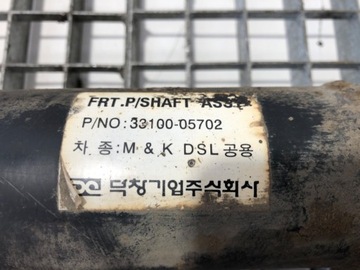 FRT.P/SHAFT ASSY
P/NO: 33100-05702
차 종: M & K DSL 공용
덕창기업주식회사